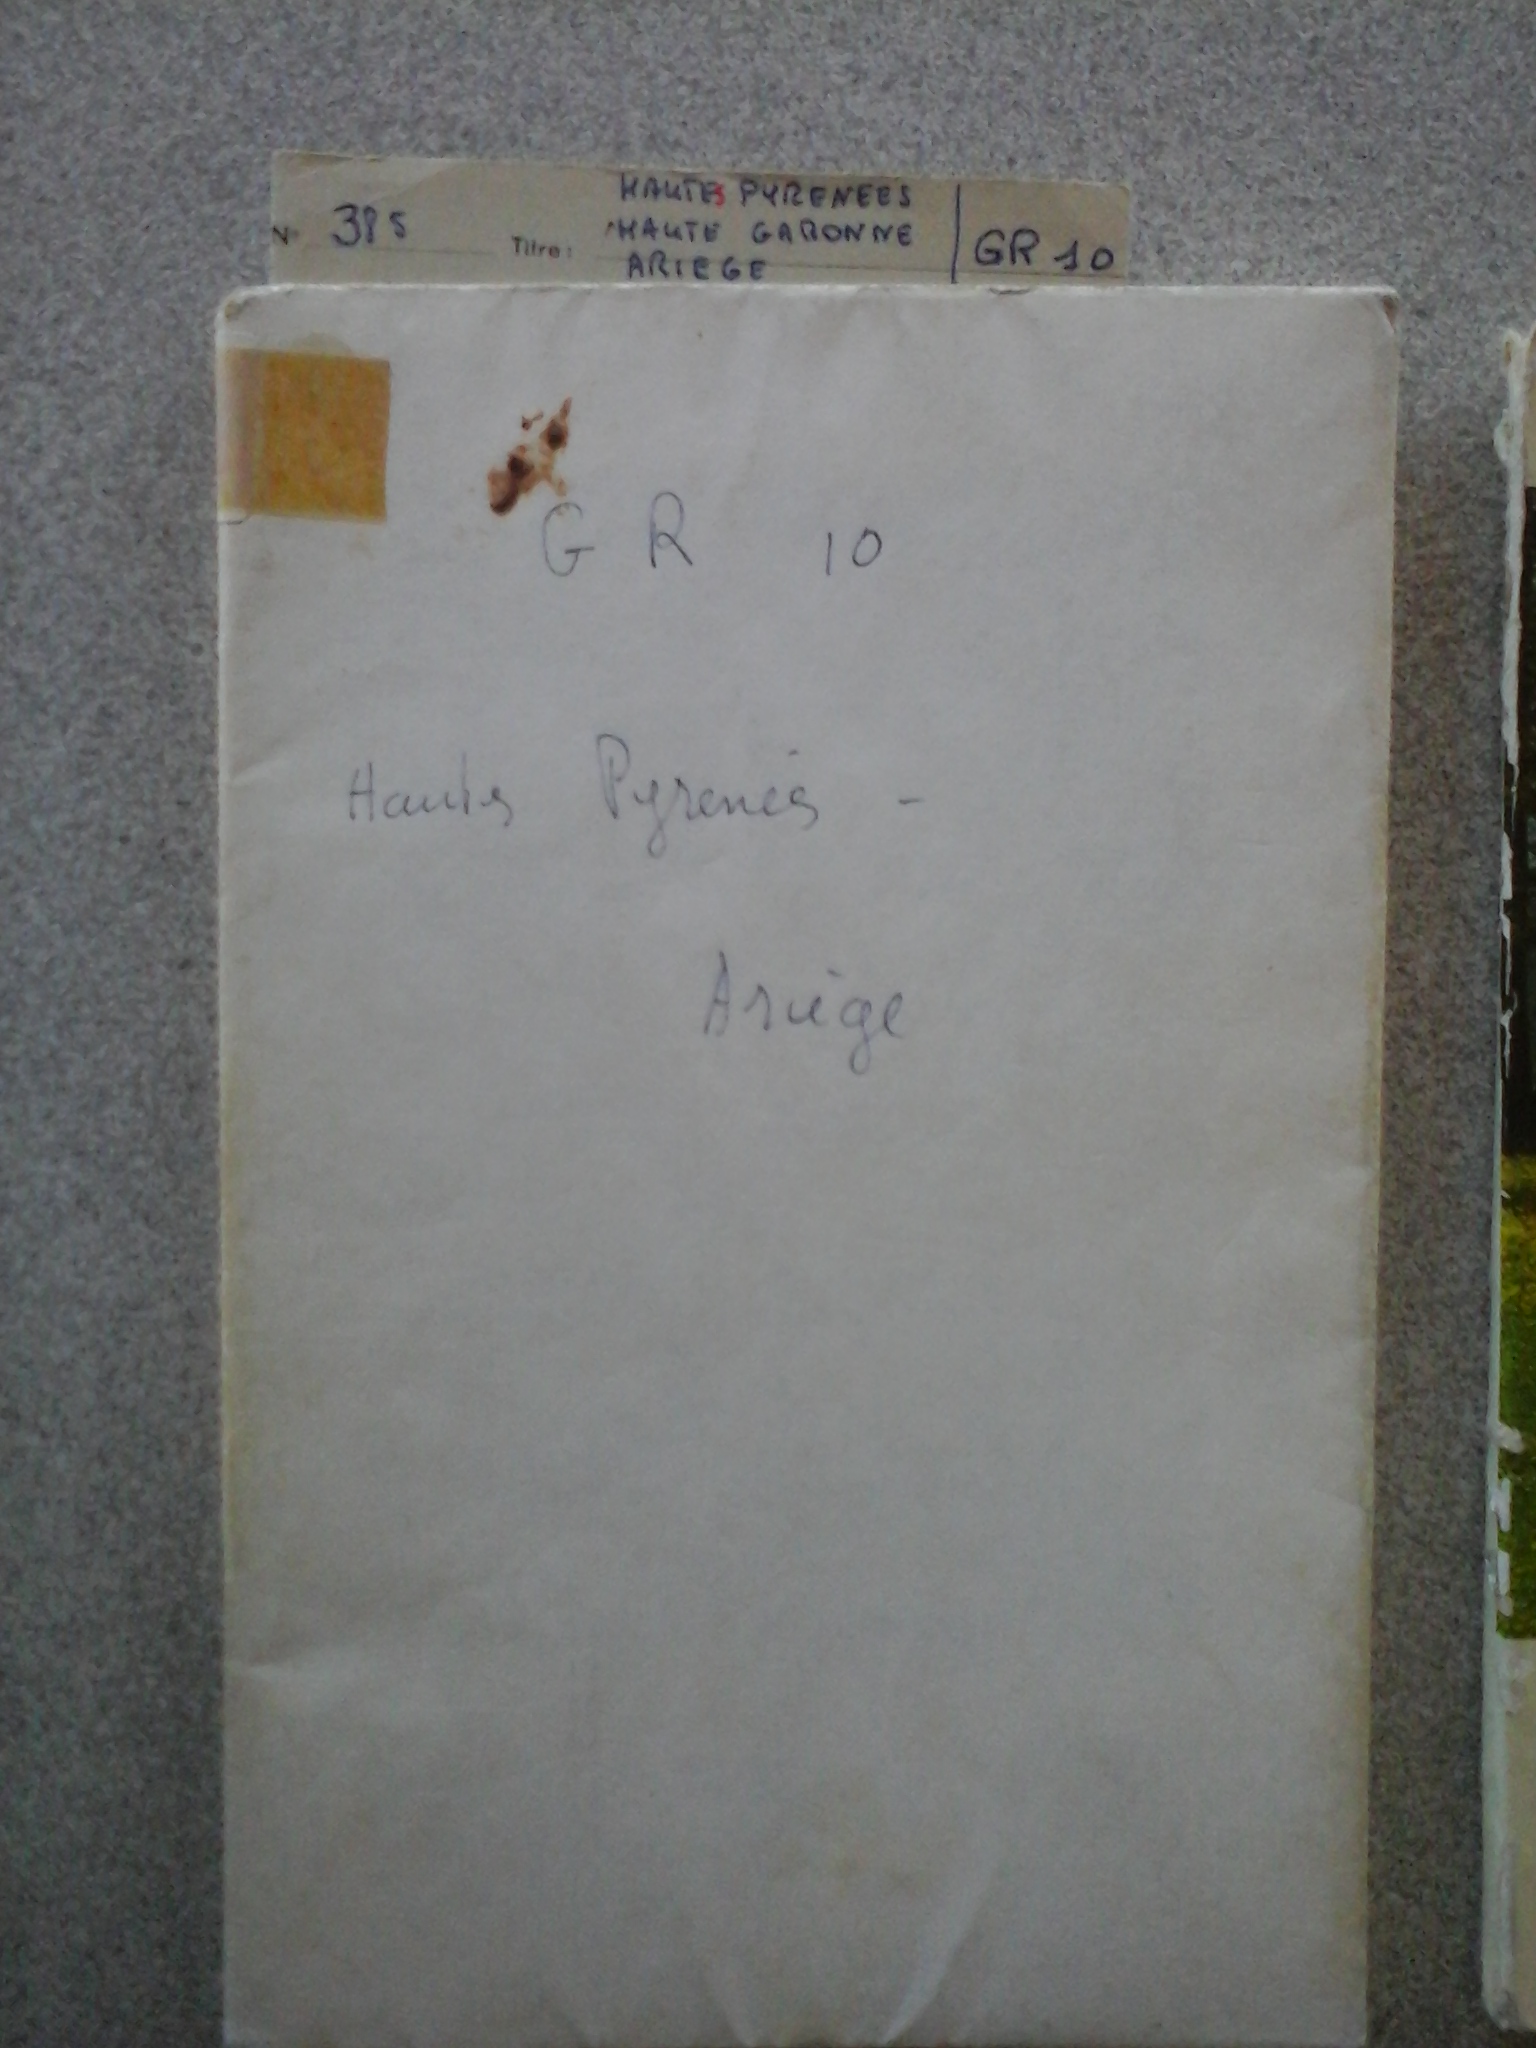 HAUTES PYRENEES
N° 385 Titre: HAUTE GARONNE | GR 10
ARIEGE
G R 10
Hautes Pyrenées -
Ariège